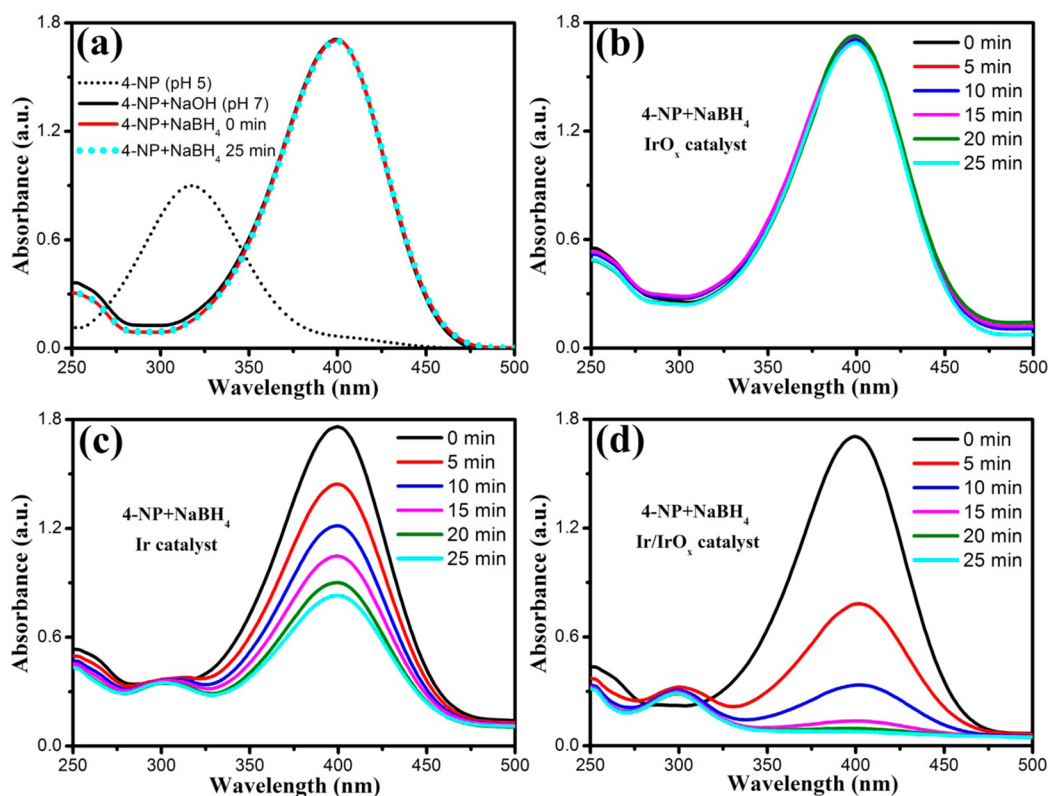 (a)
4-NP (pH 5)
4-NP+NaOH (pH 7)
4-NP+NaBH₄ 0 min
4-NP+NaBH₄ 25 min
Absorbance (a.u.)
1.8
1.2
0.6
0.0
250 300 350 400 450 500
Wavelength (nm)
(b)
0 min
5 min
10 min
15 min
20 min
25 min
4-NP+NaBH₄
IrOₓ catalyst
Absorbance (a.u.)
1.8
1.2
0.6
0.0
250 300 350 400 450 500
Wavelength (nm)
(c)
0 min
5 min
10 min
15 min
20 min
25 min
4-NP+NaBH₄
Ir catalyst
Absorbance (a.u.)
1.8
1.2
0.6
0.0
250 300 350 400 450 500
Wavelength (nm)
(d)
0 min
5 min
10 min
15 min
20 min
25 min
4-NP+NaBH₄
Ir/IrOₓ catalyst
Absorbance (a.u.)
1.8
1.2
0.6
0.0
250 300 350 400 450 500
Wavelength (nm)